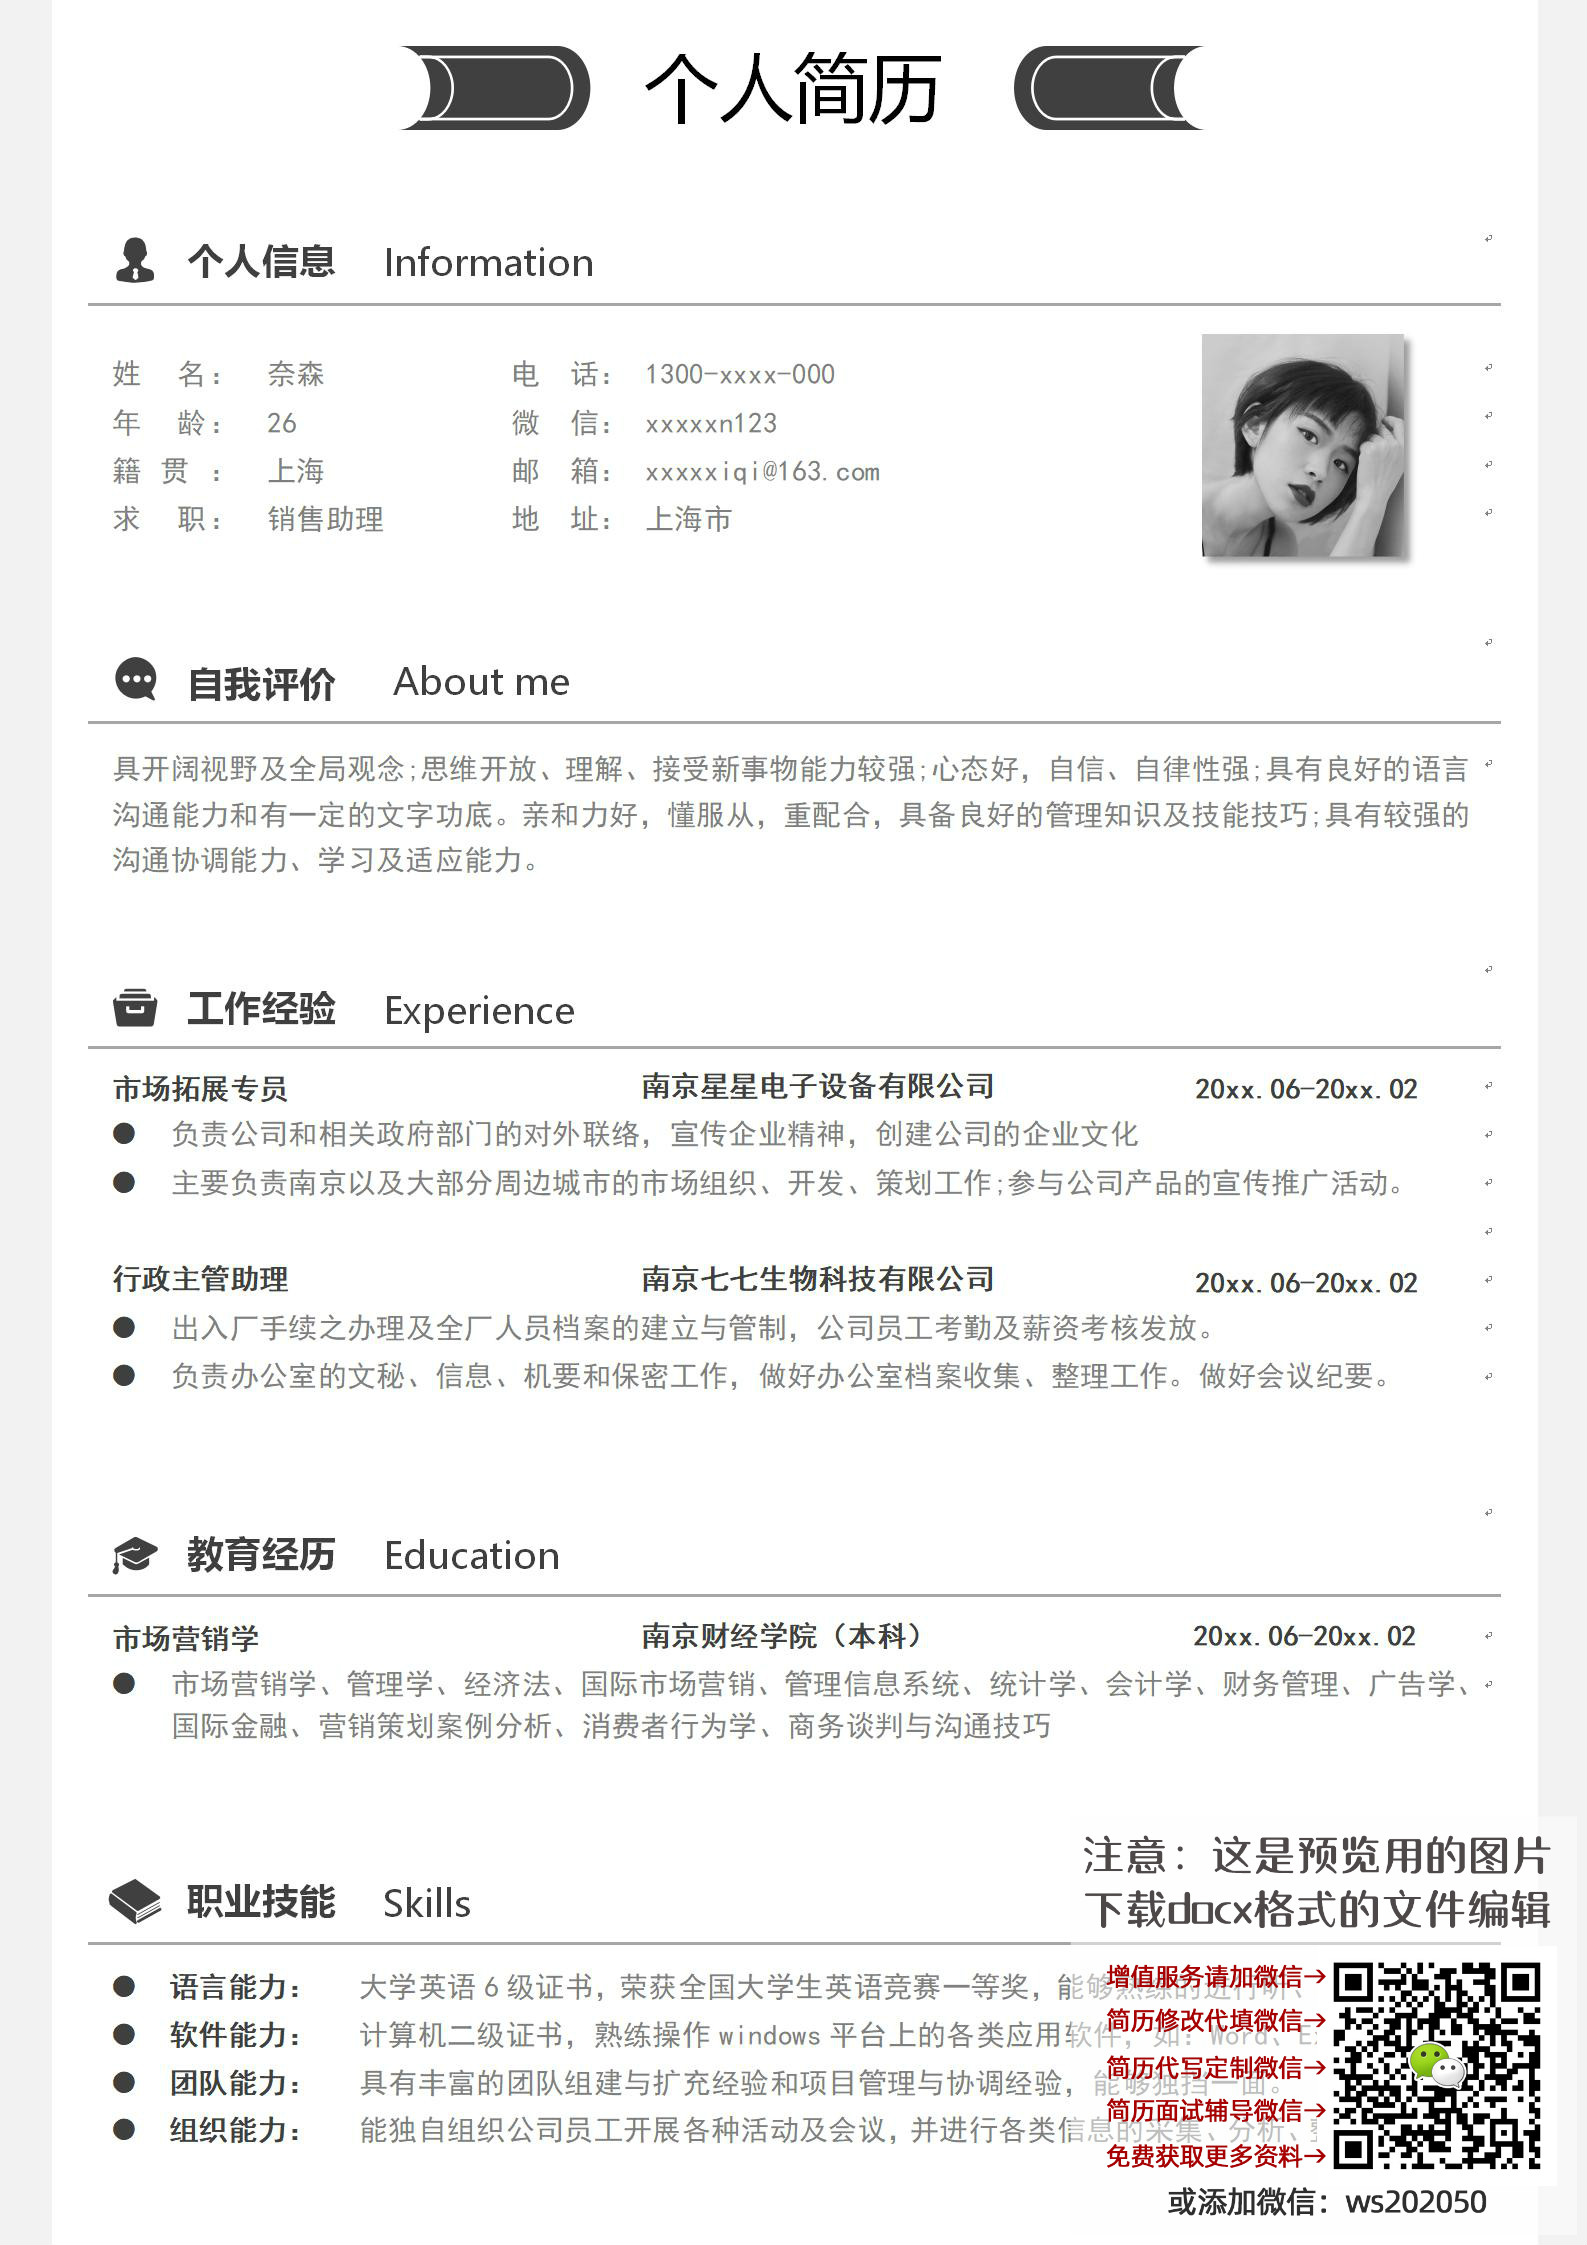 个人简历
个人信息 Information
姓 名： 奈森 电 话： 1300-xxxx-000
年 龄： 26 微 信： xxxxxn123
籍 贯 ： 上海 邮 箱： xxxxxiqi@163.com
求 职： 销售助理 地 址： 上海市
自我评价 About me
具开阔视野及全局观念;思维开放、理解、接受新事物能力较强;心态好，自信、自律性强;具有良好的语言
沟通能力和有一定的文字功底。亲和力好，懂服从，重配合，具备良好的管理知识及技能技巧;具有较强的
沟通协调能力、学习及适应能力。
工作经验 Experience
市场拓展专员 南京星星电子设备有限公司 20xx.06-20xx.02
● 负责公司和相关政府部门的对外联络，宣传企业精神，创建公司的企业文化
● 主要负责南京以及大部分周边城市的市场组织、开发、策划工作;参与公司产品的宣传推广活动。
行政主管助理 南京七七生物科技有限公司 20xx.06-20xx.02
● 出入厂手续之办理及全厂人员档案的建立与管制，公司员工考勤及薪资考核发放。
● 负责办公室的文秘、信息、机要和保密工作，做好办公室档案收集、整理工作。做好会议纪要。
教育经历 Education
市场营销学 南京财经学院（本科） 20xx.06-20xx.02
● 市场营销学、管理学、经济法、国际市场营销、管理信息系统、统计学、会计学、财务管理、广告学、
国际金融、营销策划案例分析、消费者行为学、商务谈判与沟通技巧
职业技能 Skills
● 语言能力： 大学英语 6 级证书，荣获全国大学生英语竞赛一等奖，能够熟练的进行听、
● 软件能力： 计算机二级证书，熟练操作 windows 平台上的各类应用软件，如：Word、
● 团队能力： 具有丰富的团队组建与扩充经验和项目管理与协调经验，能够独挡一面。
● 组织能力： 能独自组织公司员工开展各种活动及会议，并进行各类信息的采集、分析、
注意：这是预览用的图片
下载docx格式的文件编辑
增值服务请加微信→
简历修改代填微信→
简历代写定制微信→
简历面试辅导微信→
免费获取更多资料→
或添加微信：ws202050